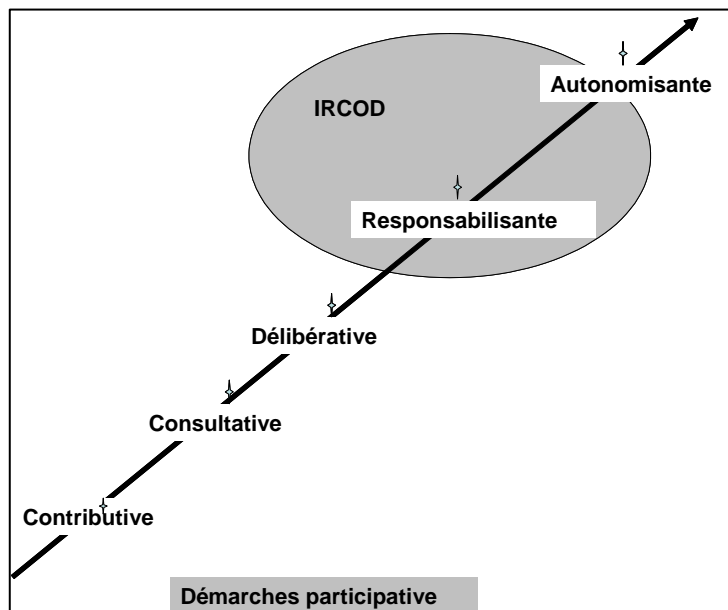 Autonomisante
IRCOD
Responsabilisante
Délibérative
Consultative
Contributive
Démarches participative